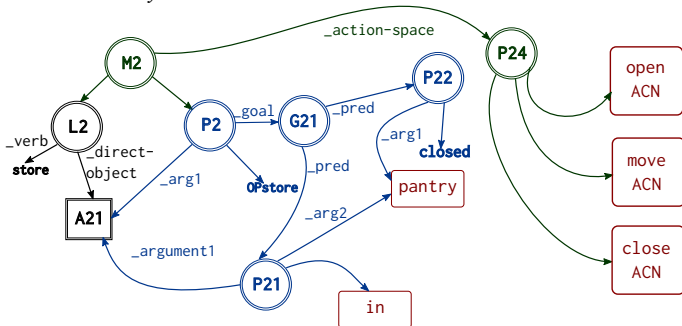 _action-space
M2
P24
open
ACN
P22
_goal
_pred
G21
P2
L2
_verb
_direct-
object
store
_arg1
closed
_pred
move
ACN
OPstore
pantry
_arg1
_arg2
A21
_argument1
close
ACN
P21
in